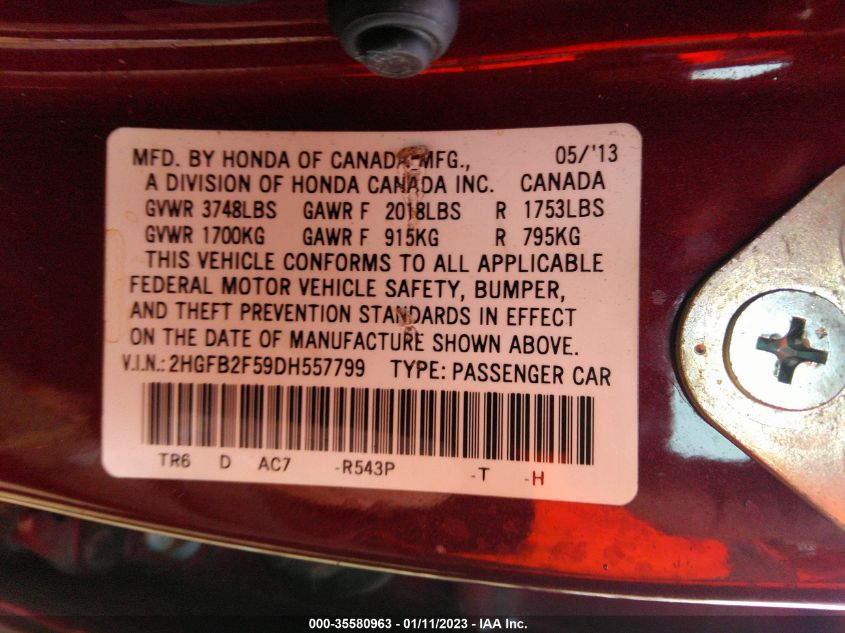 MFD. BY HONDA OF CANADA MFG., 05/'13
A DIVISION OF HONDA CANADA INC. CANADA
GVWR 3748LBS GAWR F 2018LBS R 1753LBS
GVWR 1700KG GAWR F 915KG R 795KG
THIS VEHICLE CONFORMS TO ALL APPLICABLE
FEDERAL MOTOR VEHICLE SAFETY, BUMPER,
AND THEFT PREVENTION STANDARDS IN EFFECT
ON THE DATE OF MANUFACTURE SHOWN ABOVE.
V.I.N.: 2HGFB2F59DH557799 TYPE: PASSENGER CAR
TR6 D AC7 -R543P -T -H
000-35580963 - 01/11/2023 - IAA Inc.